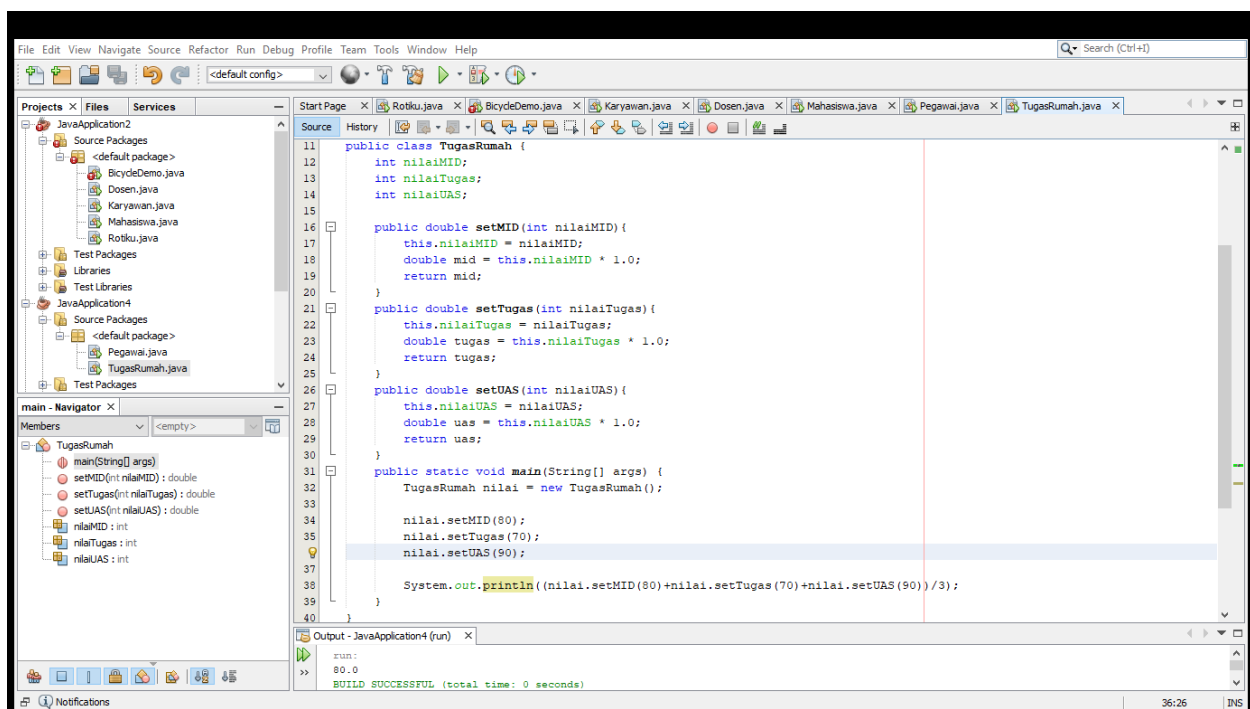 File Edit View Navigate Source Refactor Run Debug Profile Team Tools Window Help
Search (Ctrl+I)
<default config>
Projects Files Services
JavaApplication2
Source Packages
<default package>
BicycleDemo.java
Dosen.java
Karyawan.java
Mahasiswa.java
Rotiku.java
Test Packages
Libraries
Test Libraries
JavaApplication4
Source Packages
<default package>
Pegawai.java
TugasRumah.java
Test Packages
main - Navigator
Members <empty>
TugasRumah
main(String[] args)
setMID(int nilaiMID) : double
setTugas(int nilaiTugas) : double
setUAS(int nilaiUAS) : double
nilaiMID : int
nilaiTugas : int
nilaiUAS : int
Start Page Rotiku.java BicycleDemo.java Karyawan.java Dosen.java Mahasiswa.java Pegawai.java TugasRumah.java
Source History
11 public class TugasRumah {
12 int nilaiMID;
13 int nilaiTugas;
14 int nilaiUAS;
15
16 public double setMID(int nilaiMID){
17 this.nilaiMID = nilaiMID;
18 double mid = this.nilaiMID * 1.0;
19 return mid;
20 }
21 public double setTugas(int nilaiTugas){
22 this.nilaiTugas = nilaiTugas;
23 double tugas = this.nilaiTugas * 1.0;
24 return tugas;
25 }
26 public double setUAS(int nilaiUAS){
27 this.nilaiUAS = nilaiUAS;
28 double uas = this.nilaiUAS * 1.0;
29 return uas;
30 }
31 public static void main(String[] args) {
32 TugasRumah nilai = new TugasRumah();
33
34 nilai.setMID(80);
35 nilai.setTugas(70);
nilai.setUAS(90);
37
38 System.out.println((nilai.setMID(80)+nilai.setTugas(70)+nilai.setUAS(90))/3);
39 }
40 }
Output - JavaApplication4 (run)
run:
80.0
BUILD SUCCESSFUL (total time: 0 seconds)
Notifications
36:26 INS